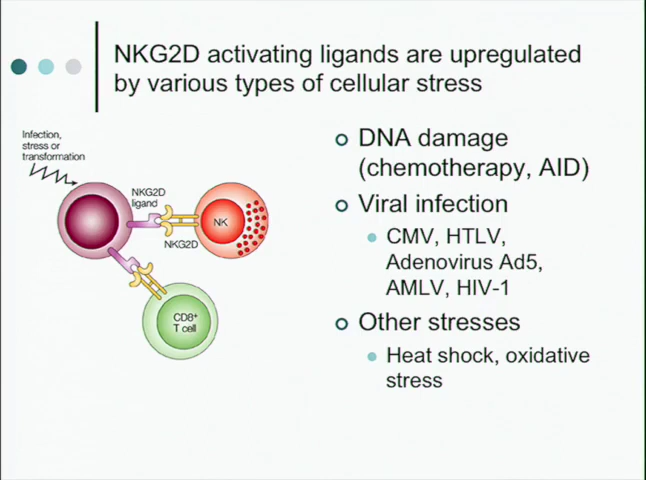 NKG2D activating ligands are upregulated
by various types of cellular stress
Infection,
stress or
transformation
NKG2D
ligand
NK
NKG2D
CD8+
T cell
DNA damage
(chemotherapy, AID)
Viral infection
CMV, HTLV,
Adenovirus Ad5,
AMLV, HIV-1
Other stresses
Heat shock, oxidative
stress